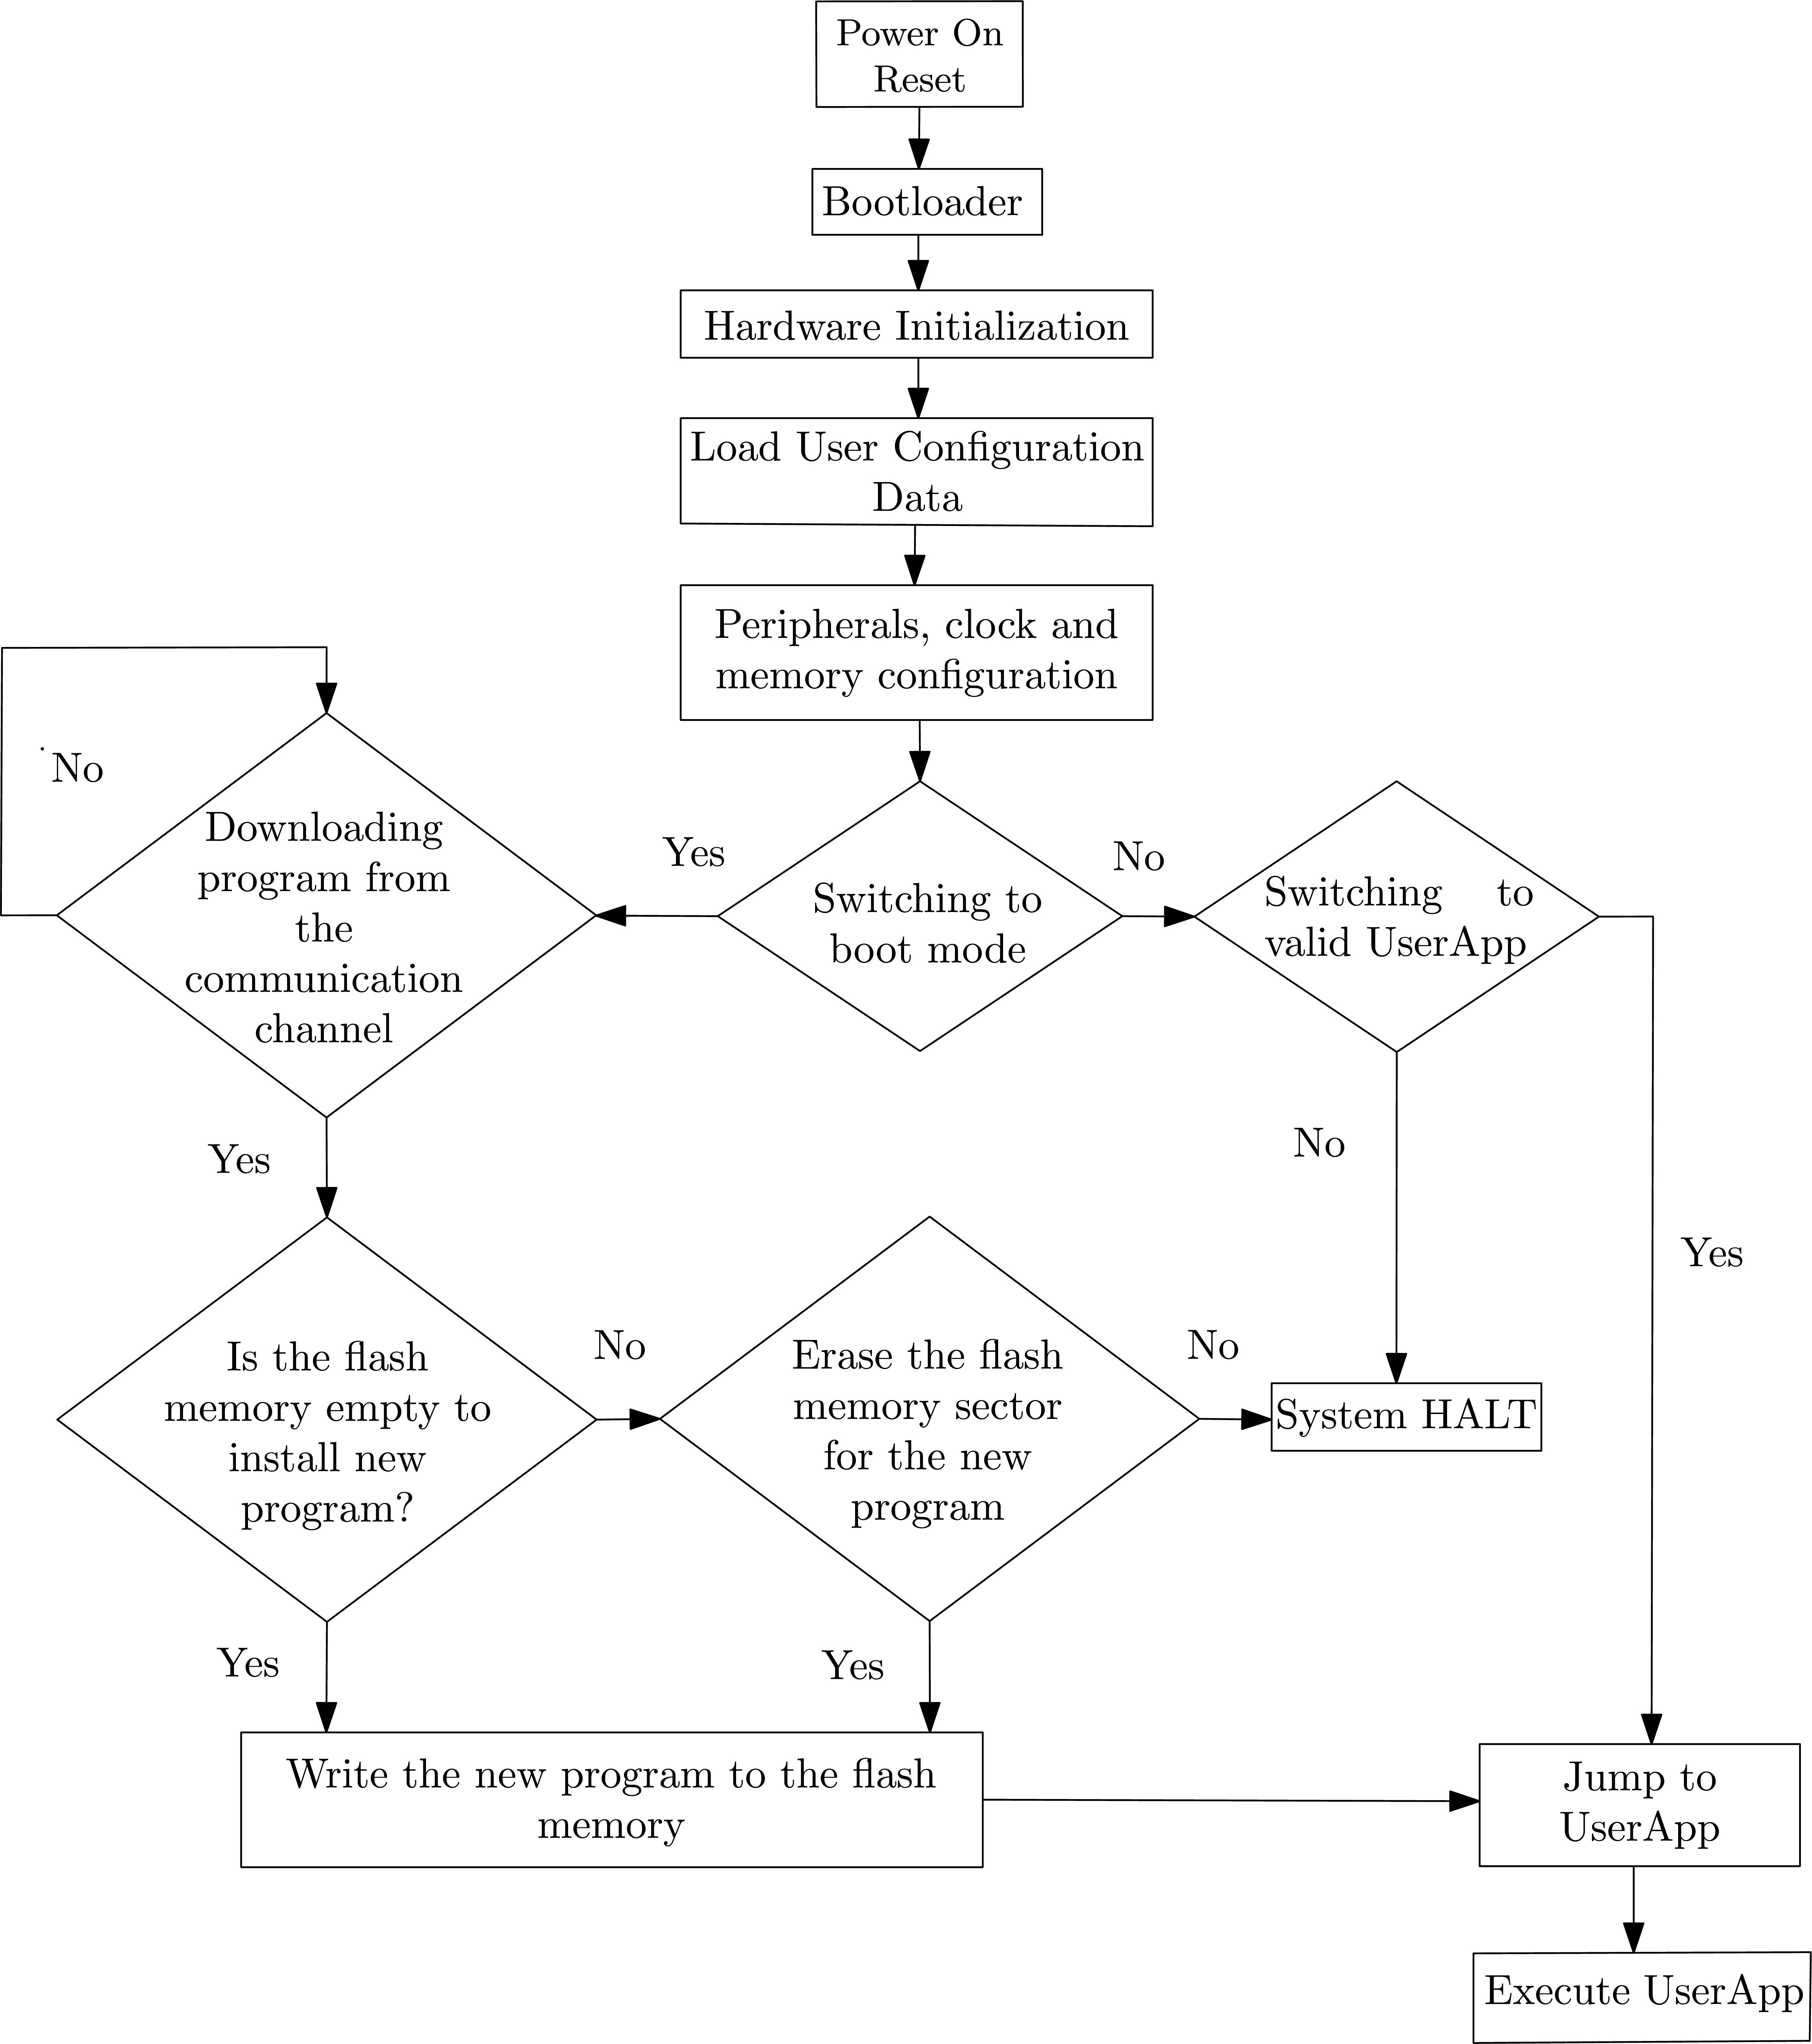 Power On
Reset
Bootloader
Hardware Initialization
Load User Configuration
Data
Peripherals, clock and
memory configuration
No
Downloading
program from
the
communication
channel
Yes
Switching to
boot mode
No
Switching to
valid UserApp
Yes
No
Yes
Is the flash
memory empty to
install new
program?
No
Erase the flash
memory sector
for the new
program
No
System HALT
Yes
Yes
Write the new program to the flash
memory
Jump to
UserApp
Execute UserApp